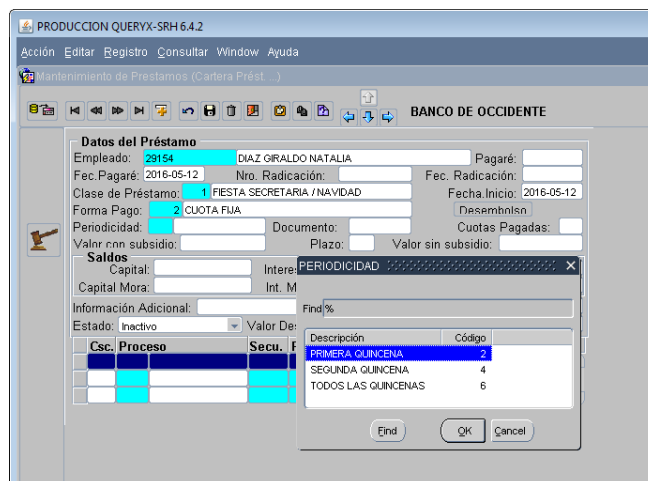 PRODUCCION QUERYX-SRH 6.4.2
Acción Editar Registro Consultar Window Ayuda
Mantenimiento de Prestamos (Cartera Prést. ...)
BANCO DE OCCIDENTE
Datos del Préstamo
Empleado: 29154 DIAZ GIRALDO NATALIA Pagaré:
Fec.Pagaré: 2016-05-12 Nro. Radicación: Fec. Radicación:
Clase de Préstamo: 1 FIESTA SECRETARIA / NAVIDAD Fecha.Inicio: 2016-05-12
Forma Pago: 2 CUOTA FIJA Desembolso
Periodicidad: Documento: Cuotas Pagadas:
Valor con subsidio: Plazo: Valor sin subsidio:
Saldos
Capital: Intere
Capital Mora: Int. M
Información Adicional:
Estado: Inactivo Valor De
Csc. Proceso Secu. F
PERIODICIDAD
Find %
Descripción Código
PRIMERA QUINCENA 2
SEGUNDA QUINCENA 4
TODOS LAS QUINCENAS 6
Find OK Cancel